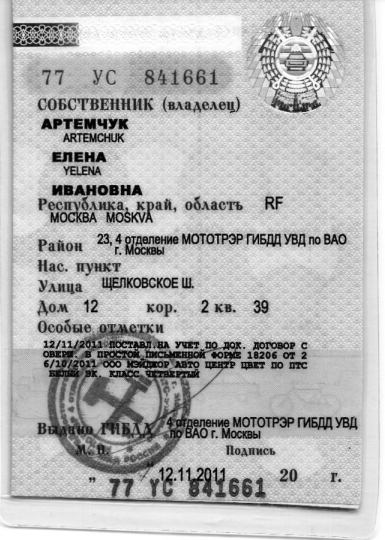 77 УС 841661
СОБСТВЕННИК (владелец)
АРТЕМЧУК
ARTEMCHUK
ЕЛЕНА
YELENA
ИВАНОВНА
Республика, край, область RF
МОСКВА MOSKVA
Район 23, 4 отделение МОТОТРЭР ГИБДД УВД по ВАО
г. Москвы
Нас. пункт
Улица ЩЕЛКОВСКОЕ Ш.
Дом 12 кор. 2 кв. 39
Особые отметки
12/11/2011 ПОСТАВЛ.НА УЧЕТ ПО ДОК. ДОГОВОР С
ОВЕРШ. В ПРОСТОЙ ПИСЬМЕННОЙ ФОРМЕ 18206 ОТ 2
6/10/2011 ООО МЭЙДЖОР АВТО ЦЕНТР ЦВЕТ ПО ПТС
БЕЛЫЙ ЭК. КЛАСС ЧЕТВЕРТЫЙ
Выдано ГИБДД 4 отделение МОТОТРЭР ГИБДД УВД
по ВАО г. Москвы
М. П. Подпись
" " 12.11.2011 20 г.
77 УС 841661